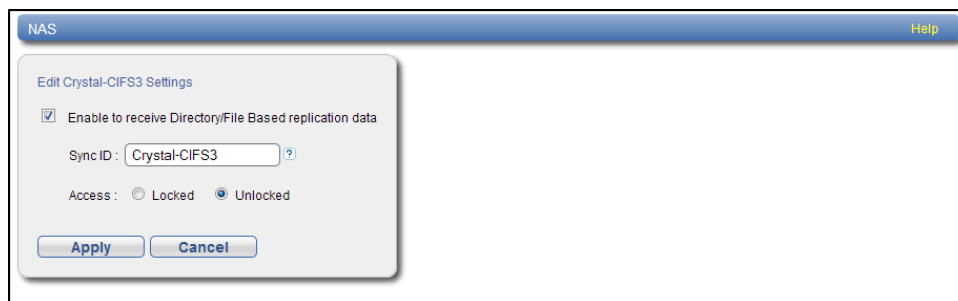 NAS Help
Edit Crystal-CIFS3 Settings
Enable to receive Directory/File Based replication data
Sync ID : Crystal-CIFS3 ?
Access : Locked Unlocked
Apply Cancel